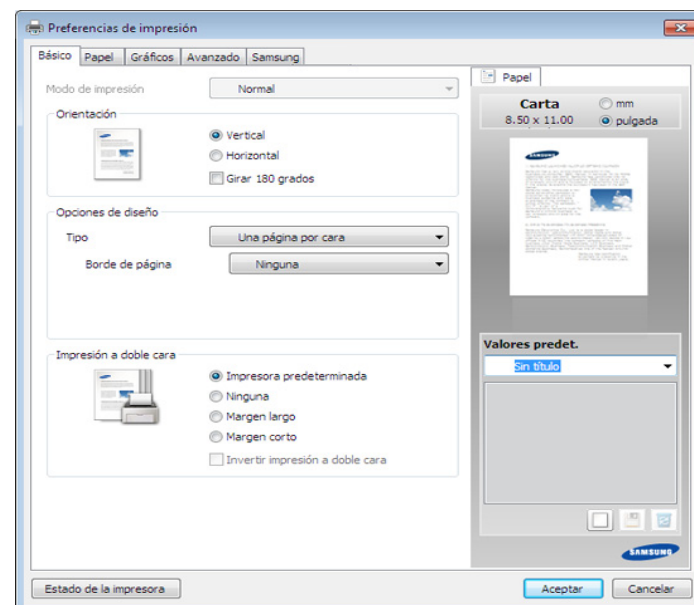 Preferencias de impresión
Básico Papel Gráficos Avanzado Samsung
Modo de impresión Normal
Orientación
Vertical
Horizontal
Girar 180 grados
Opciones de diseño
Tipo Una página por cara
Borde de página Ninguna
Impresión a doble cara
Impresora predeterminada
Ninguna
Margen largo
Margen corto
Invertir impresión a doble cara
Papel
Carta mm
8.50 x 11.00 pulgada
SAMSUNG
Valores predet.
Sin título
SAMSUNG
Estado de la impresora Aceptar Cancelar